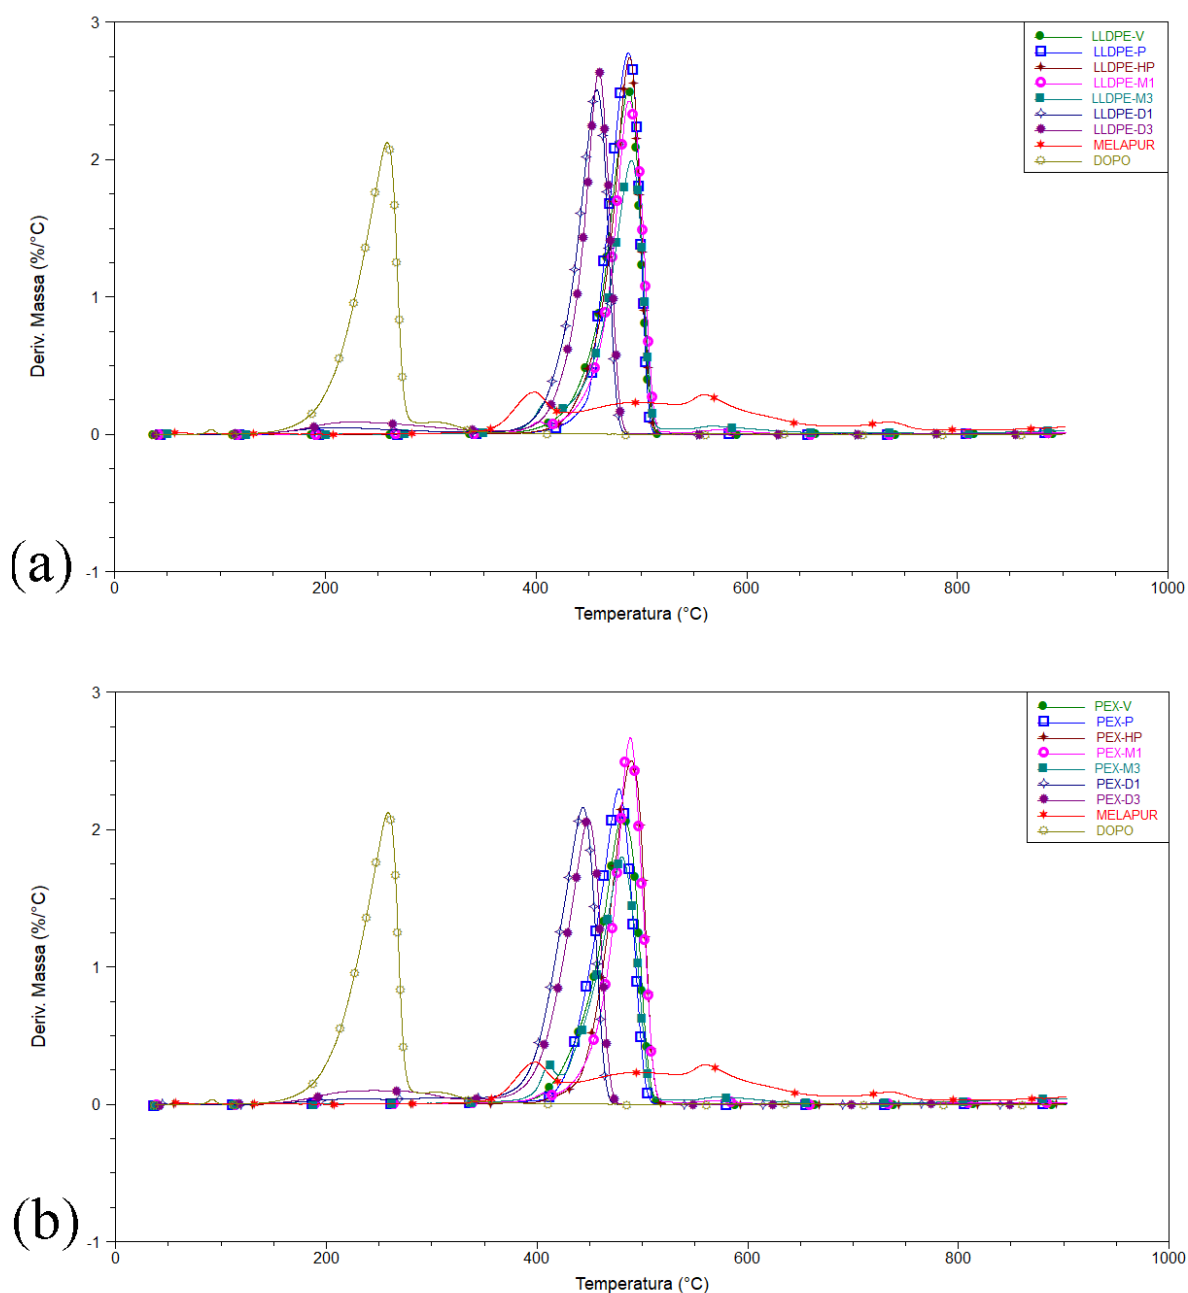 3
2
1
0
-1
Deriv. Massa (%/°C)
0
200
400
600
800
1000
Temperatura (°C)
LLDPE-V
LLDPE-P
LLDPE-HP
LLDPE-M1
LLDPE-M3
LLDPE-D1
LLDPE-D3
MELAPUR
DOPO
(a)
3
2
1
0
-1
Deriv. Massa (%/°C)
0
200
400
600
800
1000
Temperatura (°C)
PEX-V
PEX-P
PEX-HP
PEX-M1
PEX-M3
PEX-D1
PEX-D3
MELAPUR
DOPO
(b)